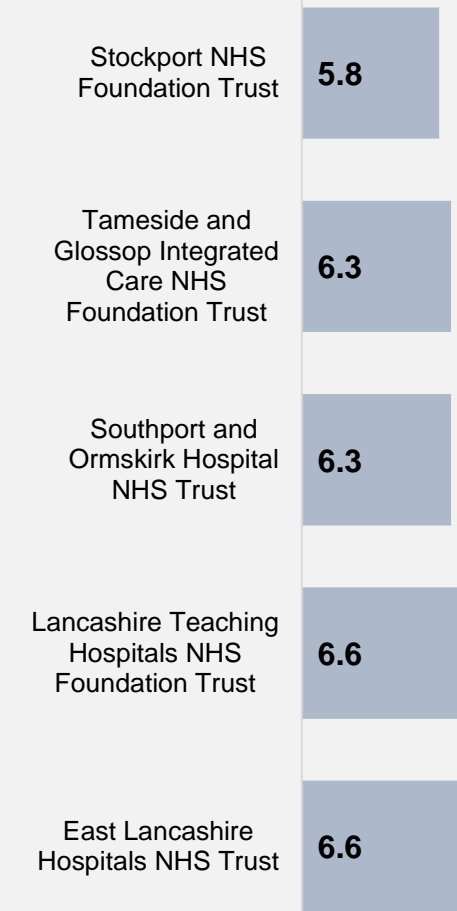 Stockport NHS
Foundation Trust
5.8
Tameside and
Glossop Integrated
Care NHS
Foundation Trust
6.3
Southport and
Ormskirk Hospital
NHS Trust
6.3
Lancashire Teaching
Hospitals NHS
Foundation Trust
6.6
East Lancashire
Hospitals NHS Trust
6.6